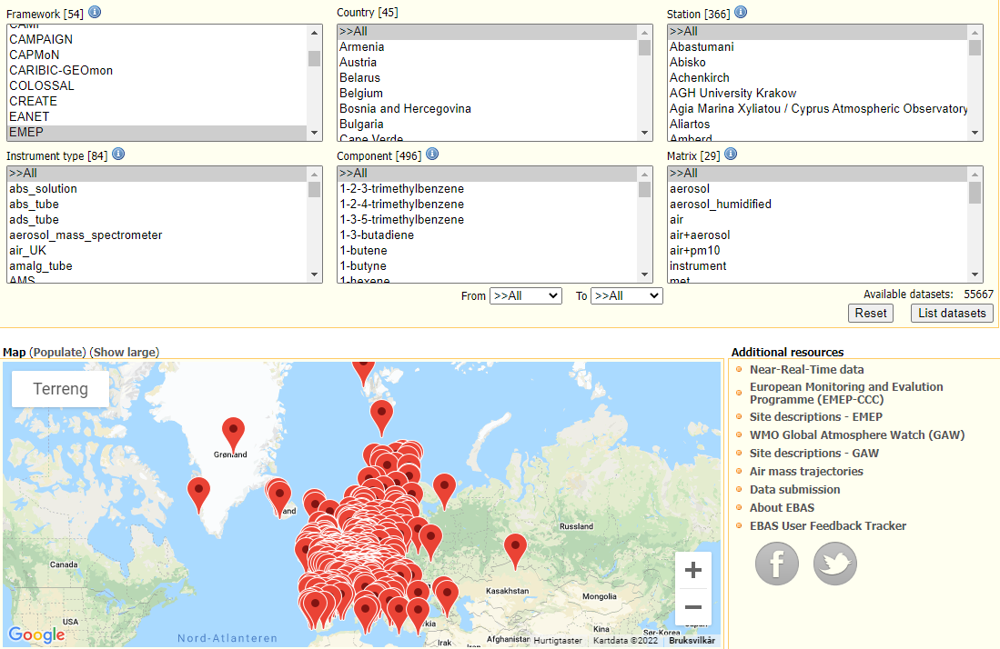 Framework [54]
CAMP
CAMPAIGN
CAPMoN
CARIBIC-GEOmon
COLOSSAL
CREATE
EANET
EMEP
Country [45]
>>All
Armenia
Austria
Belarus
Belgium
Bosnia and Hercegovina
Bulgaria
Cape Verde
Station [366]
>>All
Abastumani
Abisko
Achenkirch
AGH University Krakow
Agia Marina Xyliatou / Cyprus Atmospheric Observatory
Aliartos
Amberd
Instrument type [84]
>>All
abs_solution
abs_tube
ads_tube
aerosol_mass_spectrometer
air_UK
amalg_tube
AMS
Component [496]
>>All
1-2-3-trimethylbenzene
1-2-4-trimethylbenzene
1-3-5-trimethylbenzene
1-3-butadiene
1-butene
1-butyne
1-hexene
Matrix [29]
>>All
aerosol
aerosol_humidified
air
air+aerosol
air+pm10
instrument
met
From >>All To >>All
Available datasets: 55667
Reset List datasets
Map (Populate) (Show large)
Terreng
Grønland
land
Russland
Canada
Kasakhstan
Mongolia
USA
Kina
Sør-Korea
Japan
Afghanistan
Irak
Iran
kia
Nord-Atlanteren
Google
Hurtigtaster Kartdata ©2022 Bruksvilkår
Additional resources
Near-Real-Time data
European Monitoring and Evalution
Programme (EMEP-CCC)
Site descriptions - EMEP
WMO Global Atmosphere Watch (GAW)
Site descriptions - GAW
Air mass trajectories
Data submission
About EBAS
EBAS User Feedback Tracker